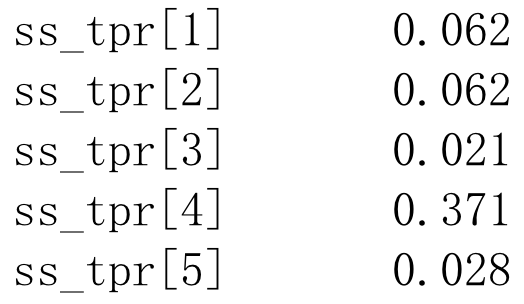 ss_tpr[1] 0.062
ss_tpr[2] 0.062
ss_tpr[3] 0.021
ss_tpr[4] 0.371
ss_tpr[5] 0.028